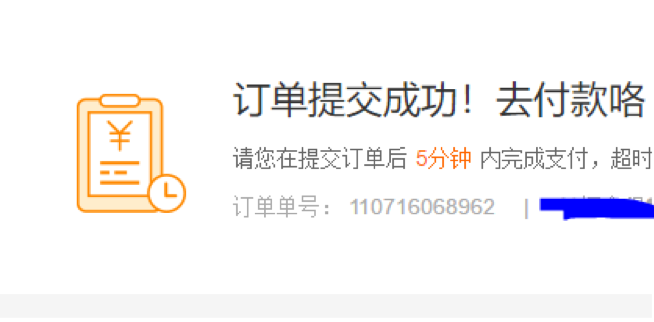 订单提交成功！去付款咯
请您在提交订单后 5分钟 内完成支付，超时
订单单号： 110716068962 |
¥